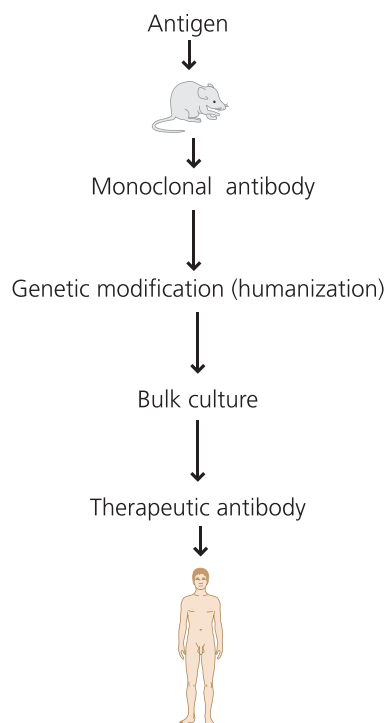 Antigen
Monoclonal antibody
Genetic modification (humanization)
Bulk culture
Therapeutic antibody